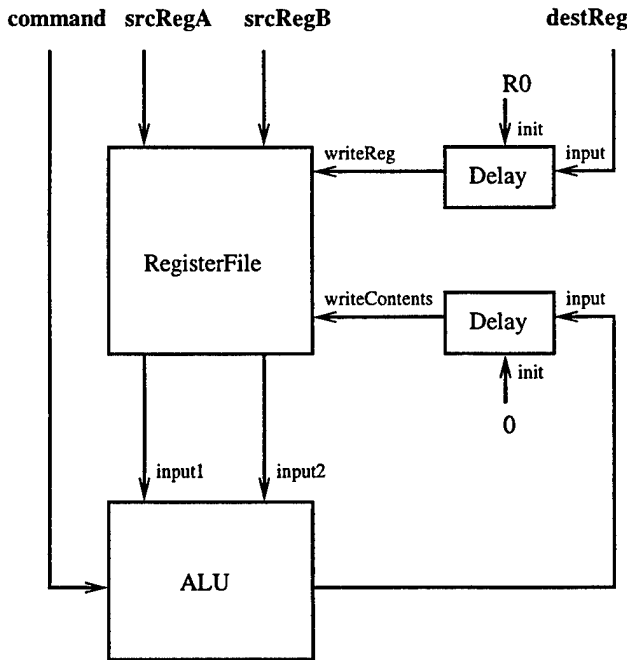 command srcRegA srcRegB destReg
R0
init
writeReg
input
Delay
RegisterFile
writeContents
input
Delay
init
0
input1 input2
ALU